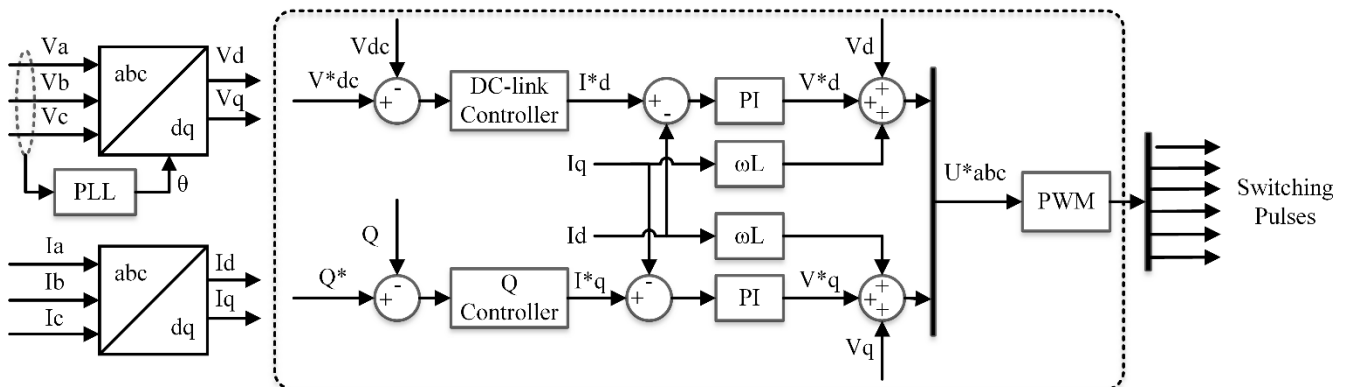 Va
Vb
Vc
abc
dq
Vd
Vq
PLL
θ
Ia
Ib
Ic
abc
dq
Id
Iq
Vdc
V*dc
+
-
DC-link
Controller
I*d
+
-
PI
V*d
Vd
+
+
+
Iq
ωL
Id
ωL
Q
Q*
+
-
Q
Controller
I*q
+
-
PI
V*q
+
+
+
Vq
U*abc
PWM
Switching
Pulses